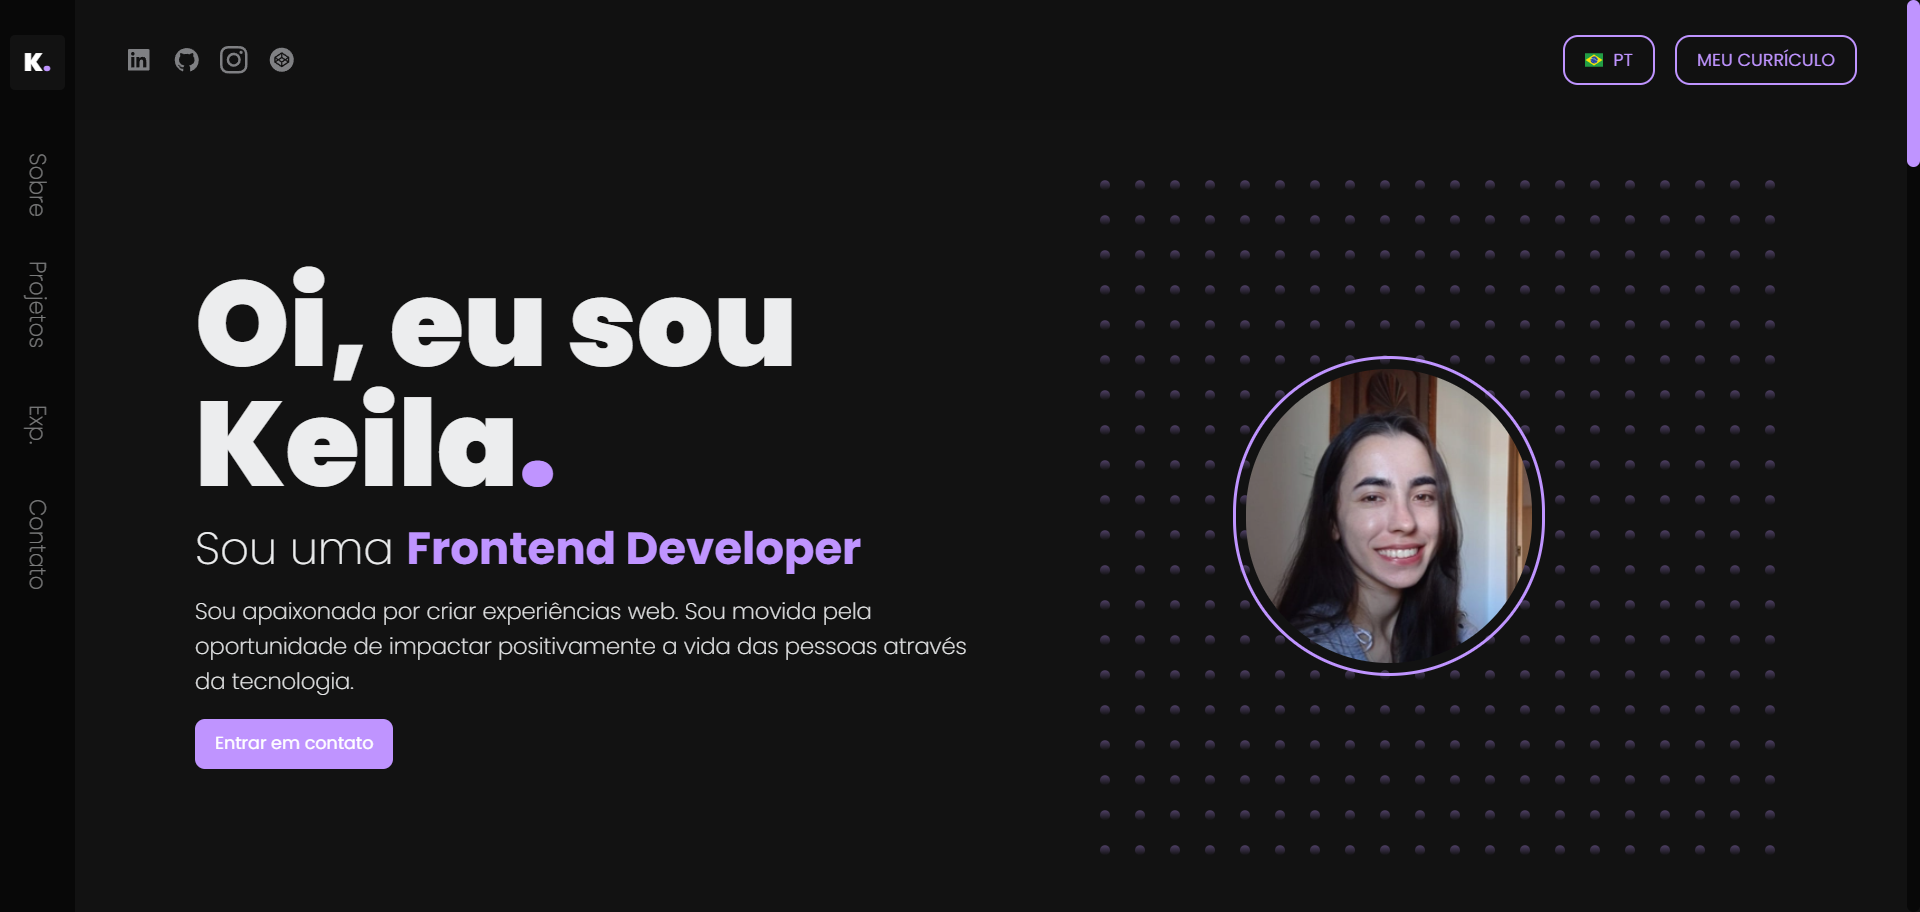 K.
PT
MEU CURRÍCULO
Sobre
Projetos
Exp.
Contato
Oi, eu sou
Keila.
Sou uma Frontend Developer
Sou apaixonada por criar experiências web. Sou movida pela
oportunidade de impactar positivamente a vida das pessoas através
da tecnologia.
Entrar em contato